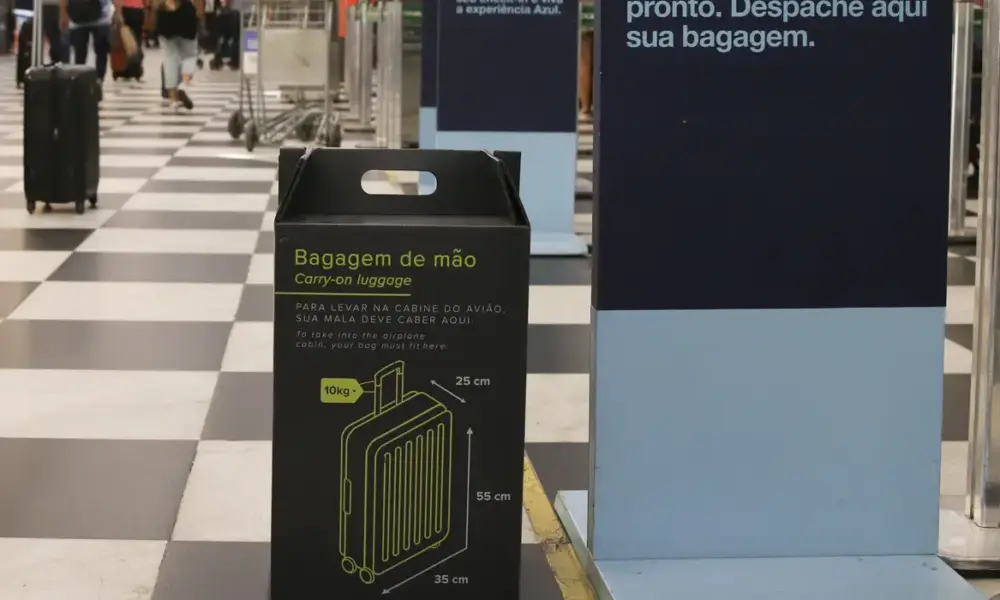 a experiência Azul.
pronto. Despache aqui
sua bagagem.
Bagagem de mão
Carry-on luggage
PARA LEVAR NA CABINE DO AVIÃO,
SUA MALA DEVE CABER AQUI.
To take into the airplane
cabin, your bag must fit here.
10kg
25 cm
55 cm
35 cm